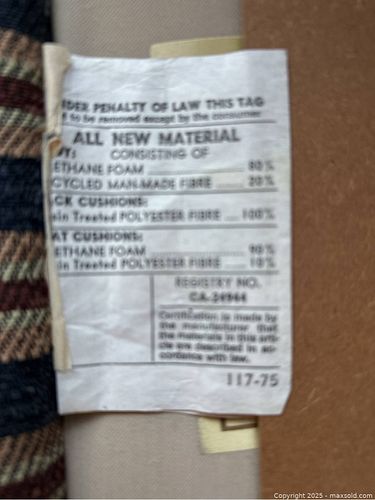 DER PENALTY OF LAW THIS TAG
to be removed except by the consumer
ALL NEW MATERIAL
CONSISTING OF
ETHANE FOAM 80%
CYCLED MAN-MADE FIBRE 20%
CK CUSHIONS:
in Treated POLYESTER FIBRE 100%
AT CUSHIONS:
ETHANE FOAM 90%
in Treated POLYESTER FIBRE 10%
REGISTRY NO.
Certification is made by
the manufacturer that
the materials in this arti-
cle are described in ac-
cordance with law.
117-75
Copyright © 2025 - maxsold.com